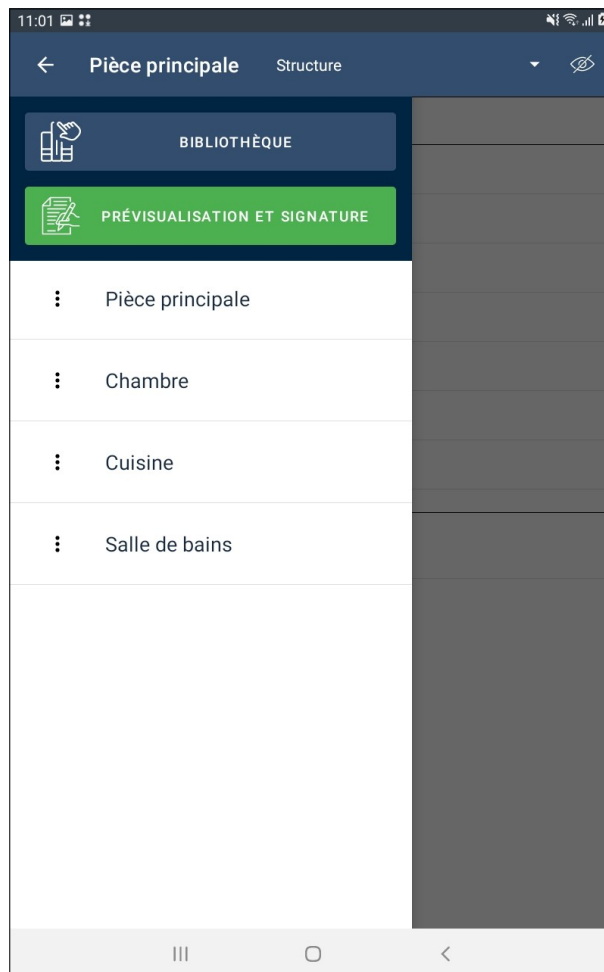 11:01
Pièce principale Structure
BIBLIOTHÈQUE
PRÉVISUALISATION ET SIGNATURE
Pièce principale
Chambre
Cuisine
Salle de bains